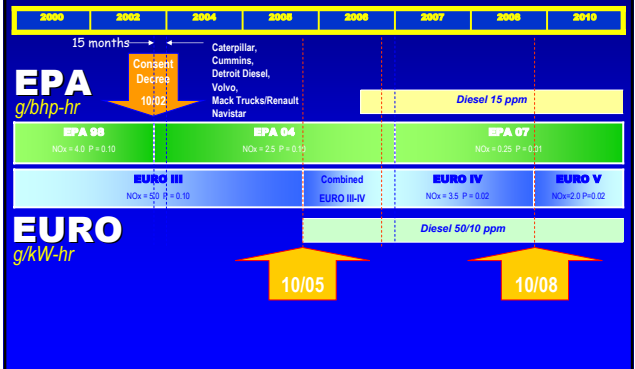 2000 2002 2004 2005 2006 2007 2008 2010
15 months
Consent
Decree
10:02
Caterpillar,
Cummins,
Detroit Diesel,
Volvo,
Mack Trucks/Renault
Navistar
EPA
g/bhp-hr
Diesel 15 ppm
EPA 98 EPA 04 EPA 07
NOx = 4.0 P = 0.10 NOx = 2.5 P = 0.10 NOx = 0.25 P = 0.01
EURO III Combined EURO IV EURO V
NOx = 5.0 P = 0.10 EURO III-IV NOx = 3.5 P = 0.02 NOx=2.0 P=0.02
EURO
g/kW-hr
Diesel 50/10 ppm
10/05 10/08